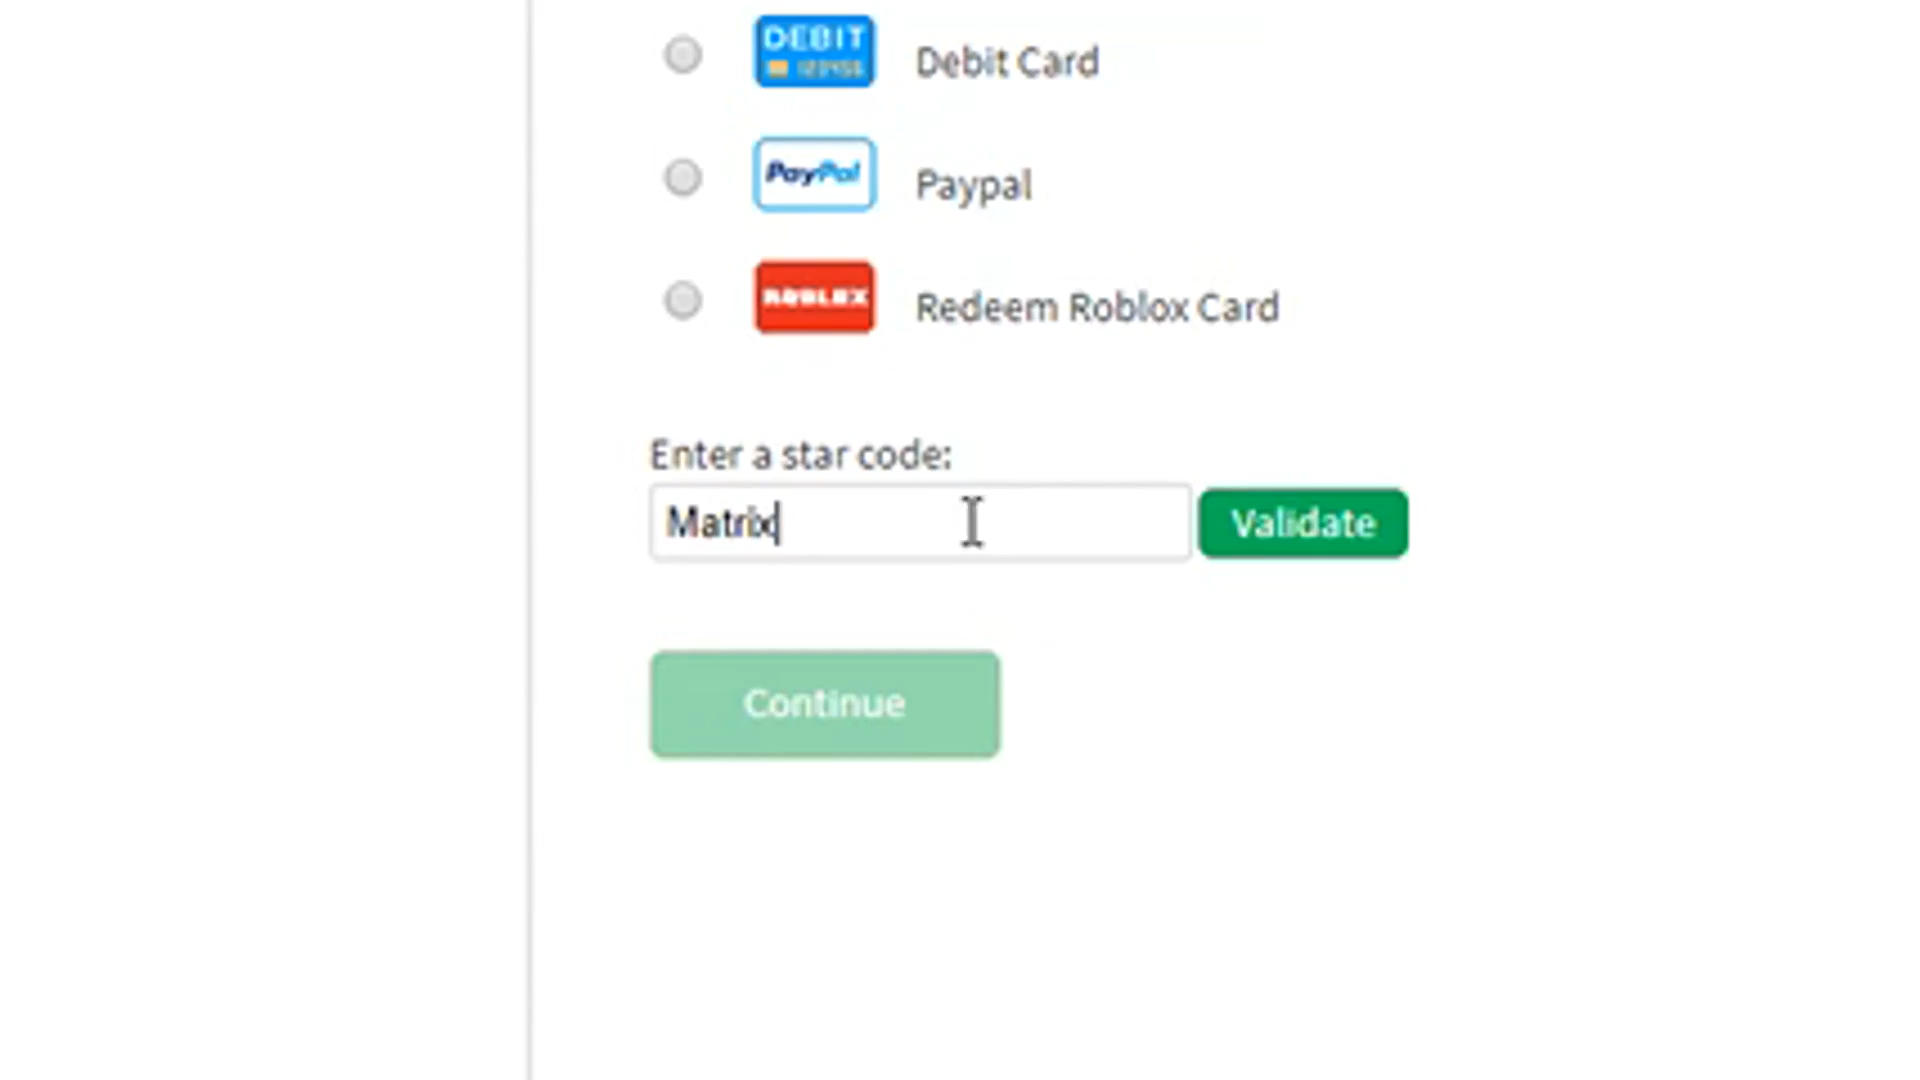 DEBIT
Debit Card
PayPal
Paypal
ROBLOX
Redeem Roblox Card
Enter a star code:
Matrix
Validate
Continue